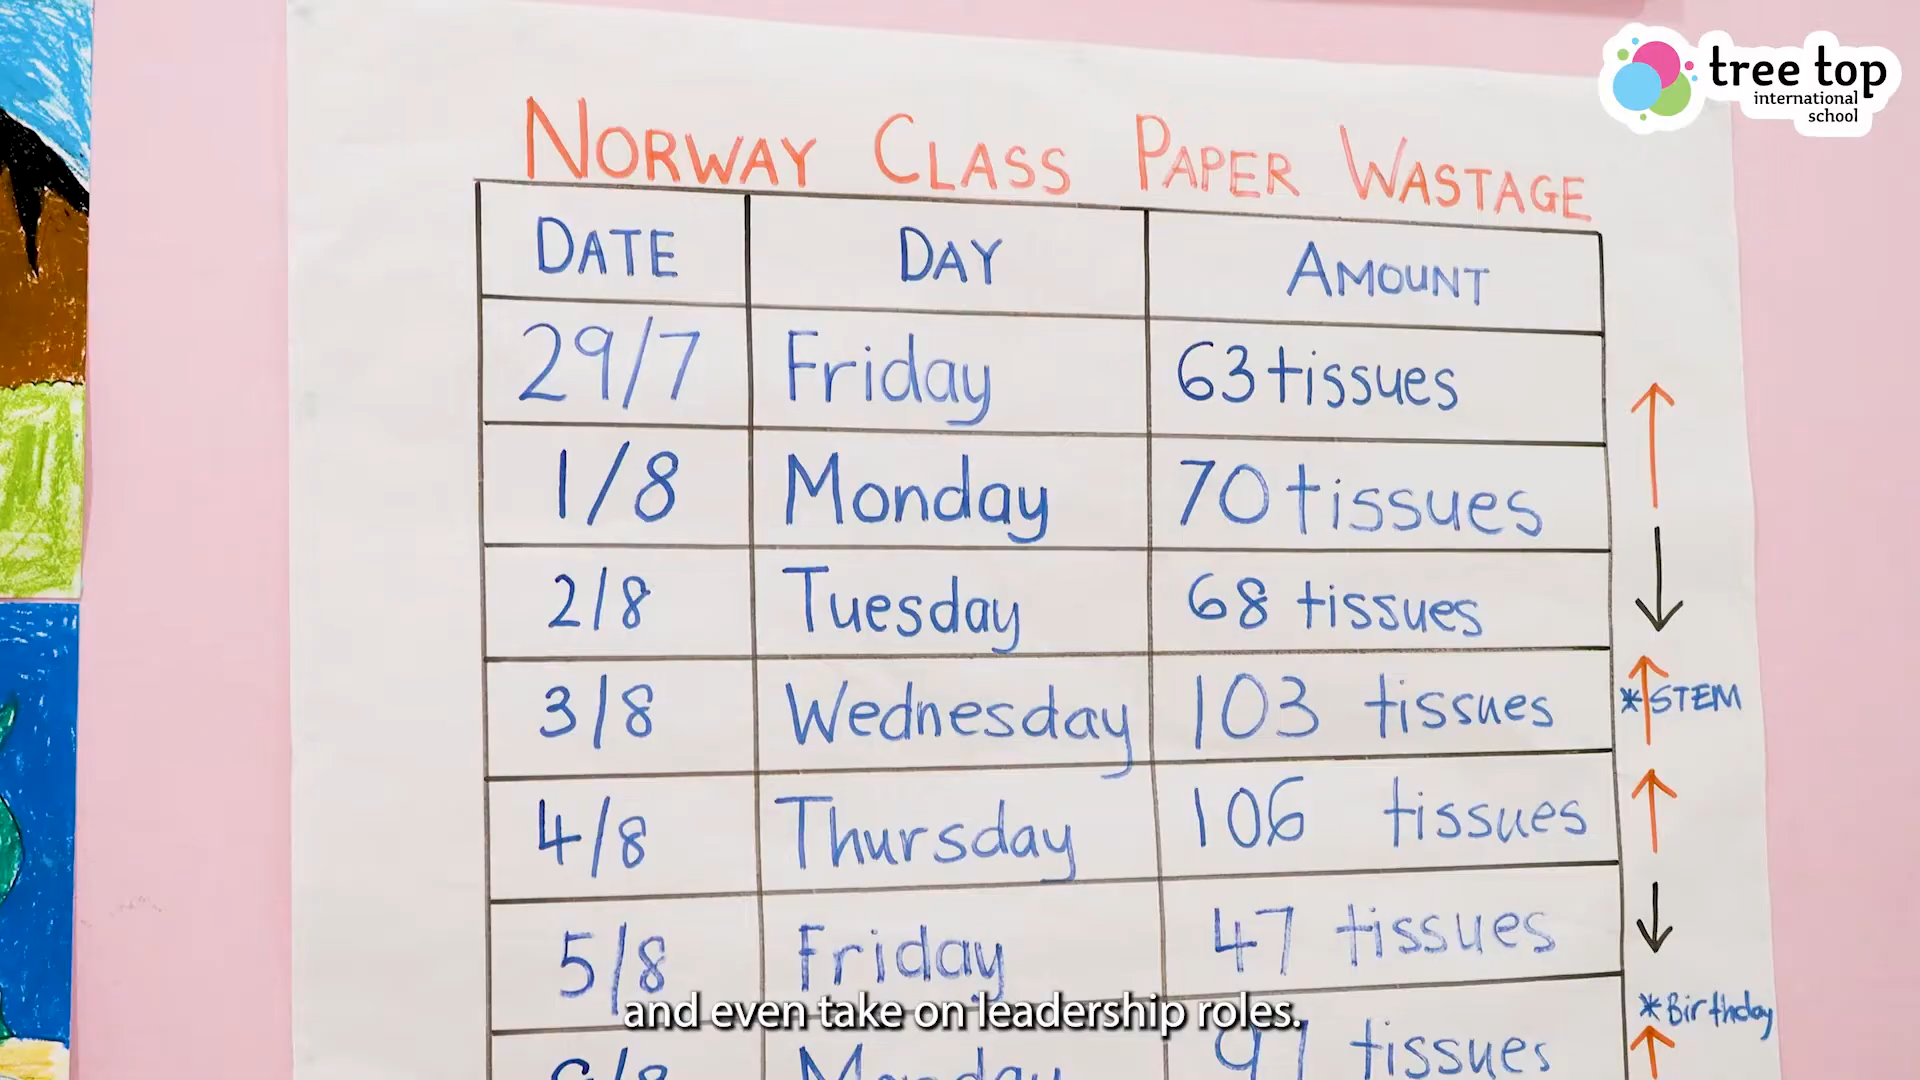 tree top
international
school
NORWAY CLASS PAPER WASTAGE
DATE DAY AMOUNT
29/7 Friday 63 tissues
1/8 Monday 70 tissues
2/8 Tuesday 68 tissues
3/8 Wednesday 103 tissues *STEM
4/8 Thursday 106 tissues
5/8 Friday 47 tissues
*Birthday
Monday tissues
and even take on leadership roles.